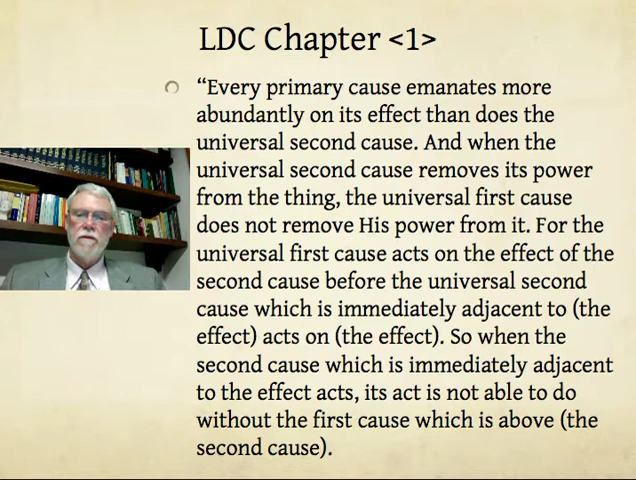 LDC Chapter <1>
“Every primary cause emanates more
abundantly on its effect than does the
universal second cause. And when the
universal second cause removes its power
from the thing, the universal first cause
does not remove His power from it. For the
universal first cause acts on the effect of the
second cause before the universal second
cause which is immediately adjacent to (the
effect) acts on (the effect). So when the
second cause which is immediately adjacent
to the effect acts, its act is not able to do
without the first cause which is above (the
second cause).